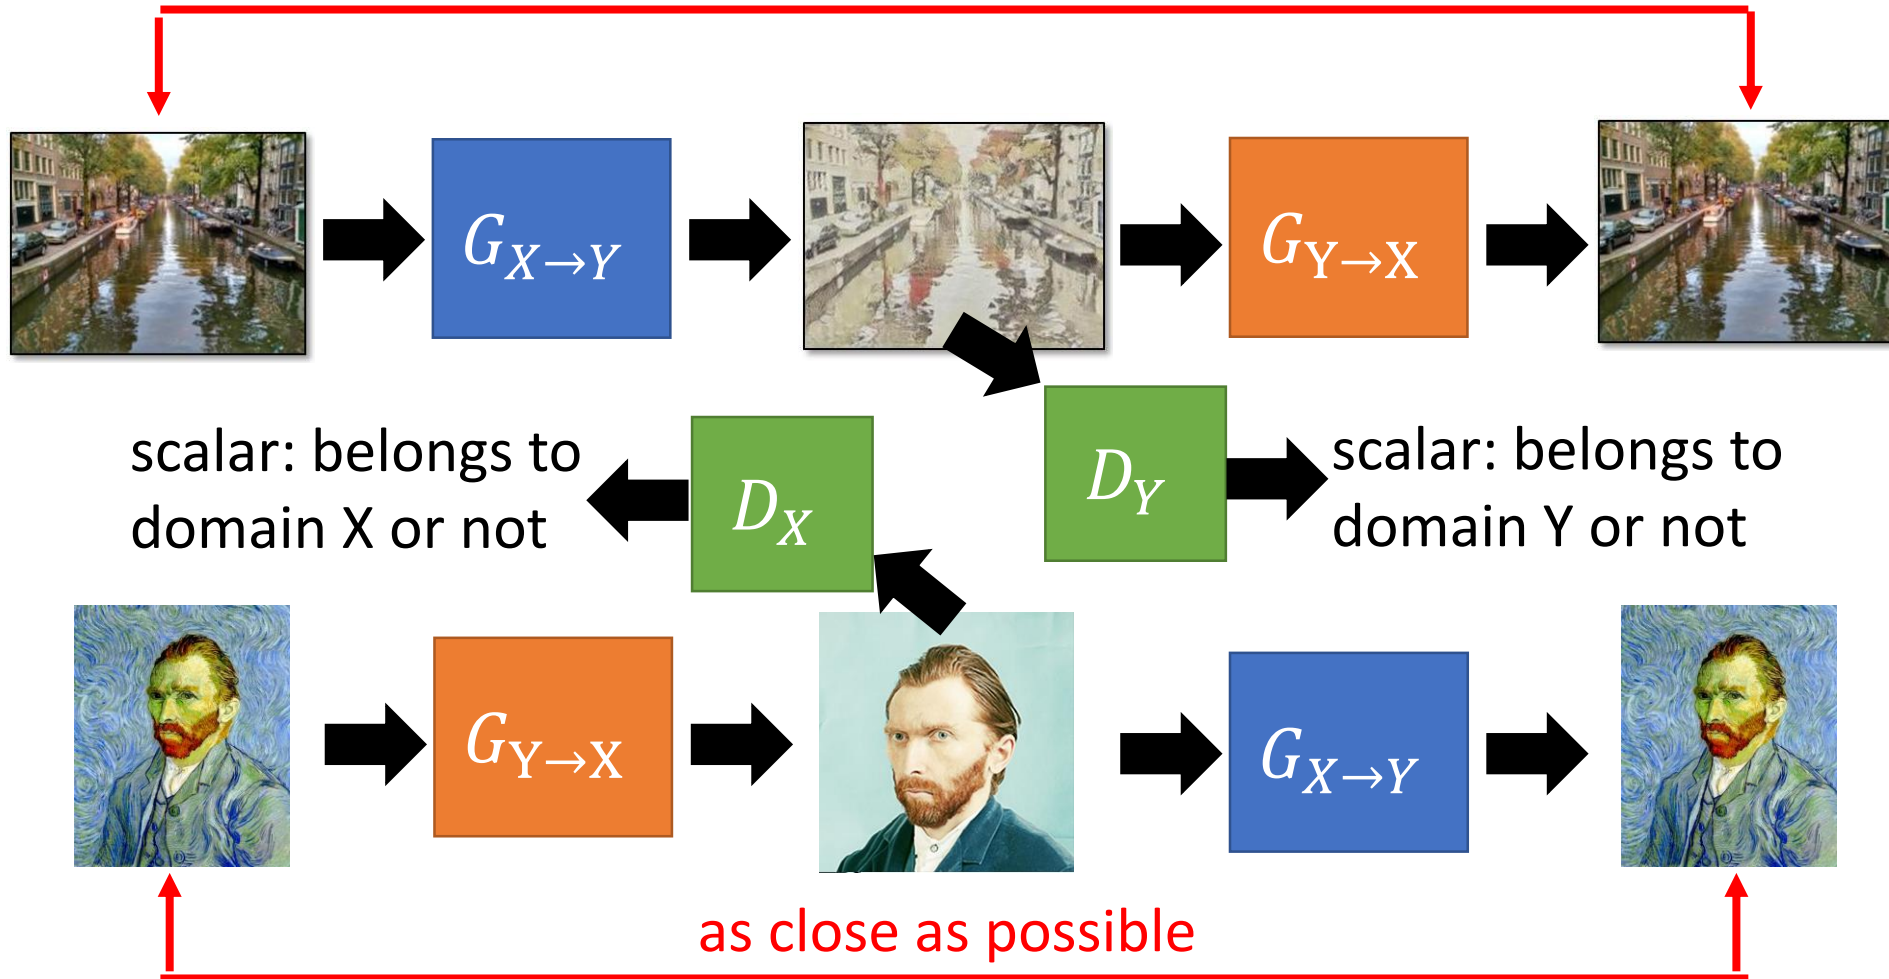 G_{X→Y}
G_{Y→X}
scalar: belongs to
domain X or not
D_X
D_Y
scalar: belongs to
domain Y or not
G_{Y→X}
G_{X→Y}
as close as possible